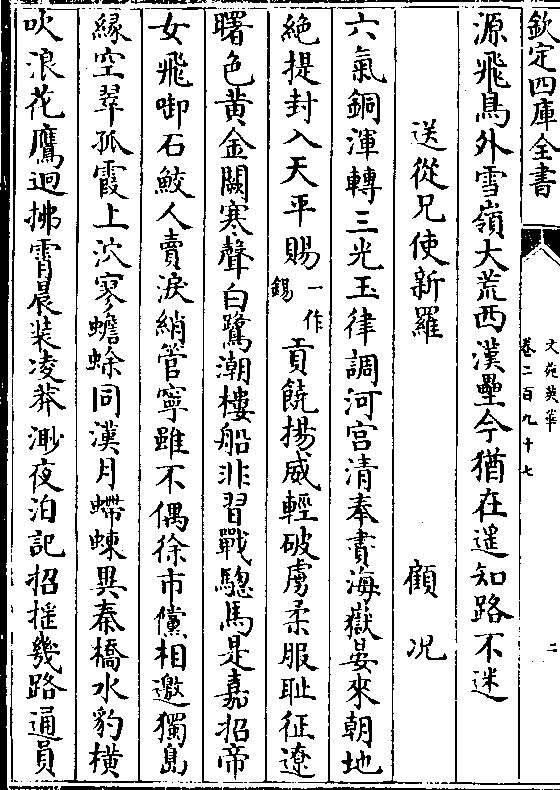 欽定四庫全書
文苑英華
卷二百九十七
二
源飛鳥外雪嶺大荒西漢壘今猶在遥知路不迷
送從兄使新羅 顧况
六氣銅渾轉三光玉律調河宫清奉賮海嶽晏來朝地
絶提封入天平賜一作錫貢饒揚威輕破虜柔服耻征遼
曙色黄金闕寒聲白鷺潮樓船非習戰驄馬是嘉招帝
女飛啣石鮫人賣淚綃管寧雖不偶徐市儻相邀獨島
緣空翠孤霞上泬寥蟾蜍同漢月螮蝀異秦橋水豹横
吹浪花鷹迥拂霄晨装凌莽渺夜泊記招摇幾路通員